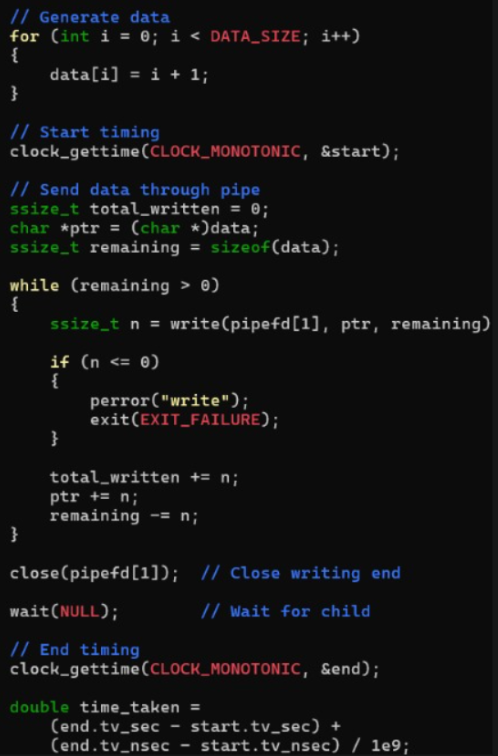 // Generate data
for (int i = 0; i < DATA_SIZE; i++)
{
    data[i] = i + 1;
}

// Start timing
clock_gettime(CLOCK_MONOTONIC, &start);

// Send data through pipe
ssize_t total_written = 0;
char *ptr = (char *)data;
ssize_t remaining = sizeof(data);

while (remaining > 0)
{
    ssize_t n = write(pipefd[1], ptr, remaining)

    if (n <= 0)
    {
        perror("write");
        exit(EXIT_FAILURE);
    }

    total_written += n;
    ptr += n;
    remaining -= n;
}

close(pipefd[1]);  // Close writing end

wait(NULL);        // Wait for child

// End timing
clock_gettime(CLOCK_MONOTONIC, &end);

double time_taken =
    (end.tv_sec - start.tv_sec) +
    (end.tv_nsec - start.tv_nsec) / 1e9;